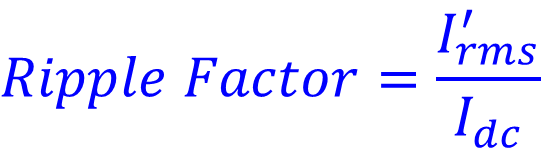 Ripple Factor = I′rms / Idc